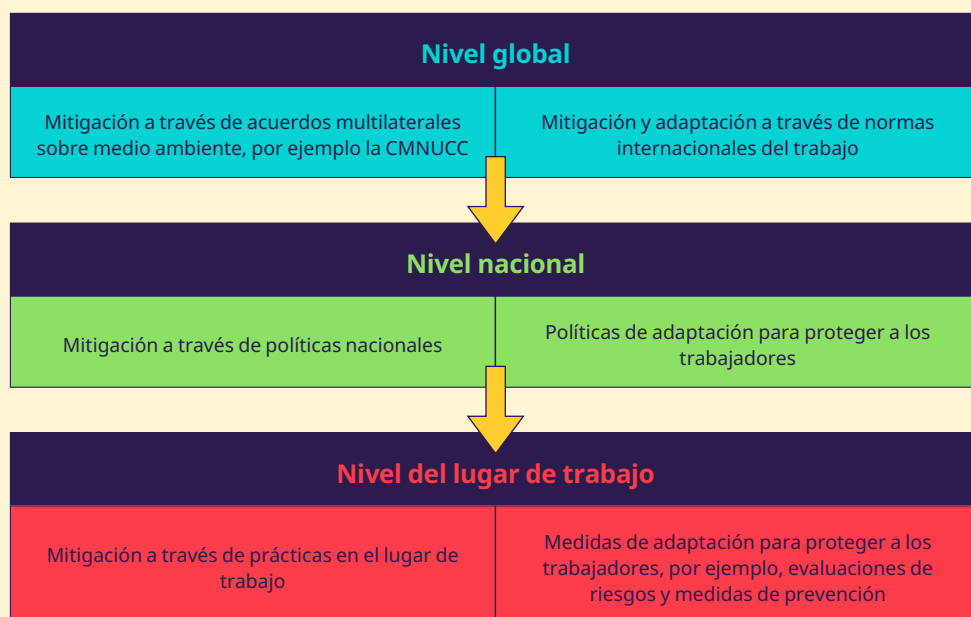 Nivel global
Mitigación a través de acuerdos multilaterales
sobre medio ambiente, por ejemplo la CMNUCC
Mitigación y adaptación a través de normas
internacionales del trabajo
Nivel nacional
Mitigación a través de políticas nacionales
Políticas de adaptación para proteger a los
trabajadores
Nivel del lugar de trabajo
Mitigación a través de prácticas en el lugar de
trabajo
Medidas de adaptación para proteger a los
trabajadores, por ejemplo, evaluaciones de
riesgos y medidas de prevención